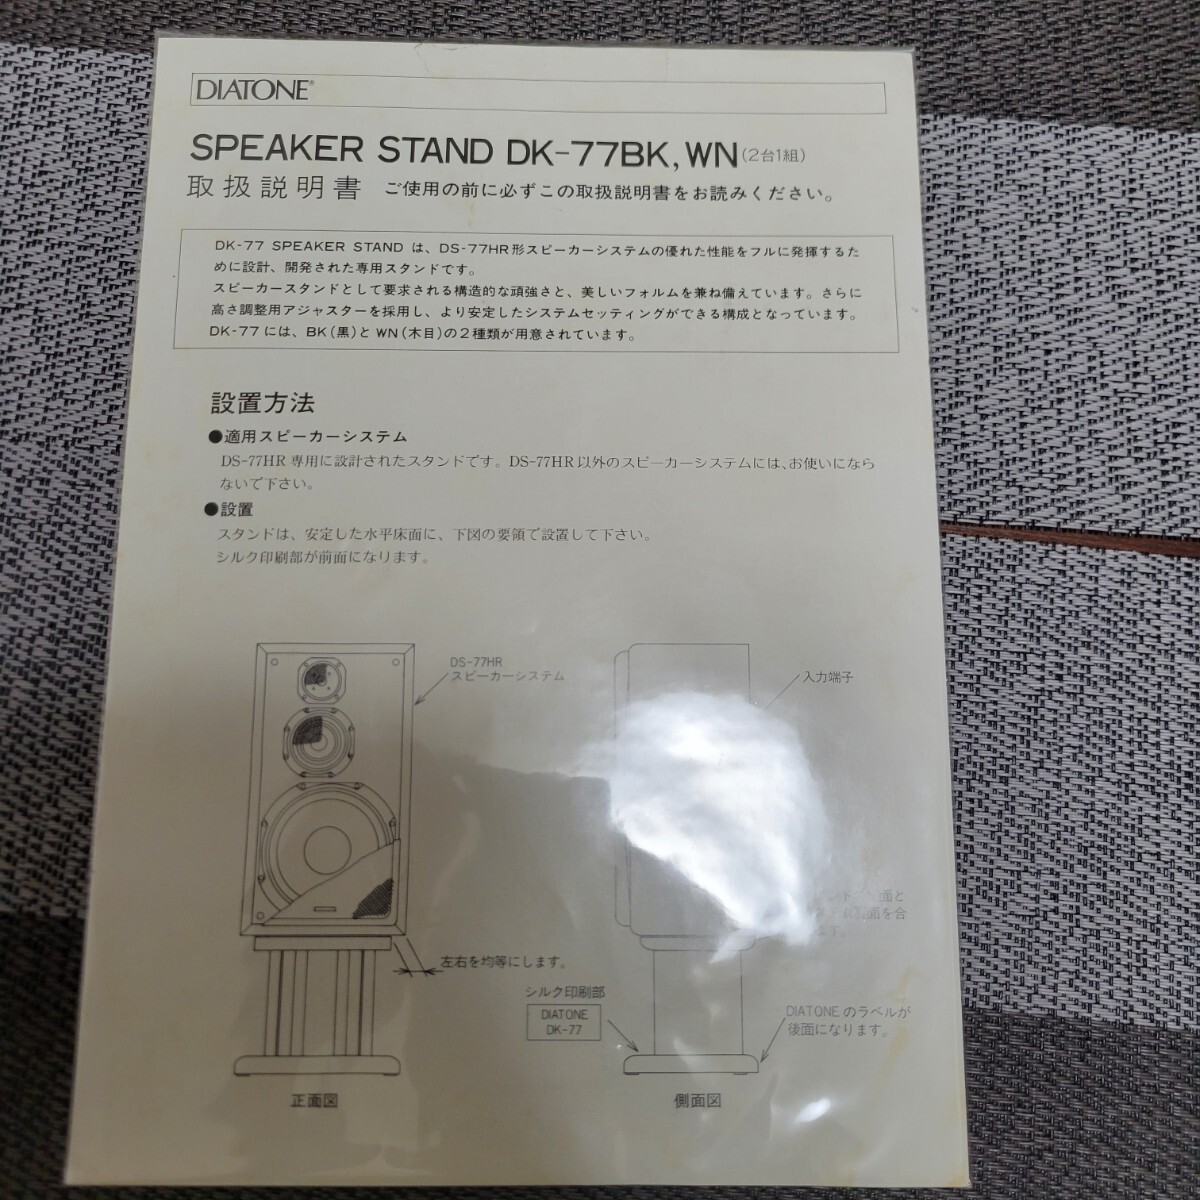 DIATONE®
SPEAKER STAND DK-77BK, WN(2台1組)
取扱説明書 ご使用の前に必ずこの取扱説明書をお読みください。
DK-77 SPEAKER STAND は、DS-77HR形スピーカーシステムの優れた性能をフルに発揮するた
めに設計、開発された専用スタンドです。
スピーカースタンドとして要求される構造的な頑強さと、美しいフォルムを兼ね備えています。さらに
高さ調整用アジャスターを採用し、より安定したシステムセッティングができる構成となっています。
DK-77 には、BK(黒)と WN(木目)の2種類が用意されています。
設置方法
●適用スピーカーシステム
DS-77HR 専用に設計されたスタンドです。DS-77HR以外のスピーカーシステムには、お使いになら
ないで下さい。
●設置
スタンドは、安定した水平床面に、下図の要領で設置して下さい。
シルク印刷部が前面になります。
DS-77HR
スピーカーシステム
入力端子
面と
面を合
ます。
左右を均等にします。
シルク印刷部
DIATONE
DK-77
DIATONEのラベルが
後面になります。
正面図
側面図